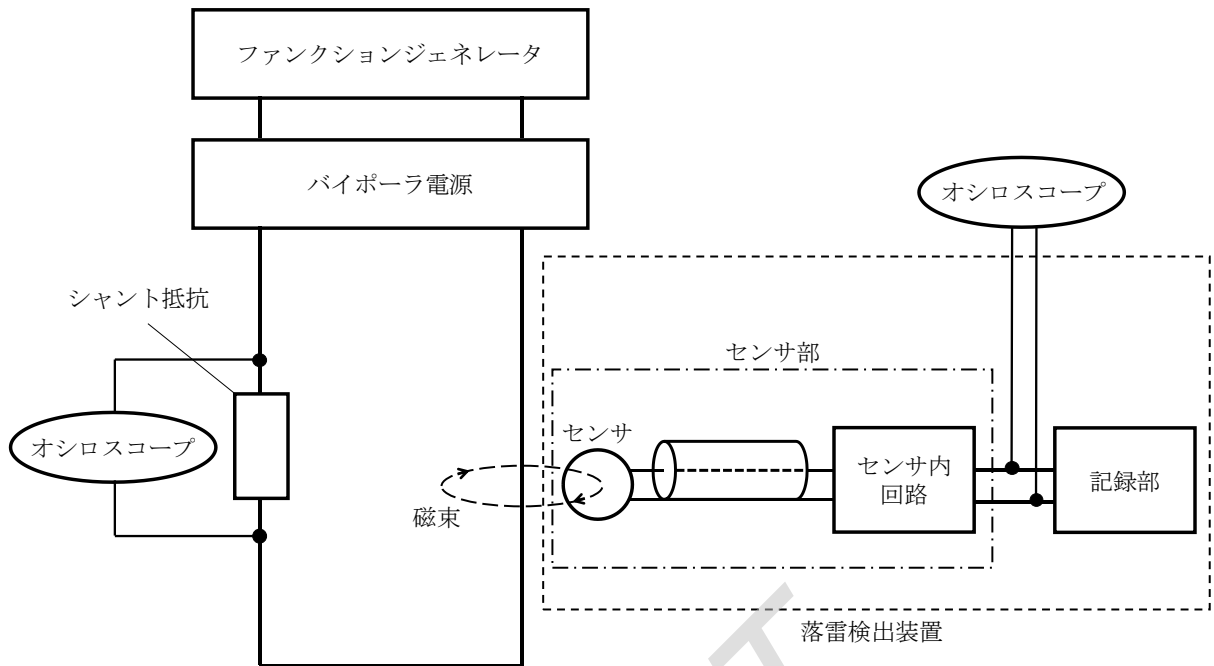 ファンクションジェネレータ
バイポーラ電源
オシロスコープ
シャント抵抗
センサ部
オシロスコープ
センサ
センサ内
回路
記録部
磁束
落雷検出装置